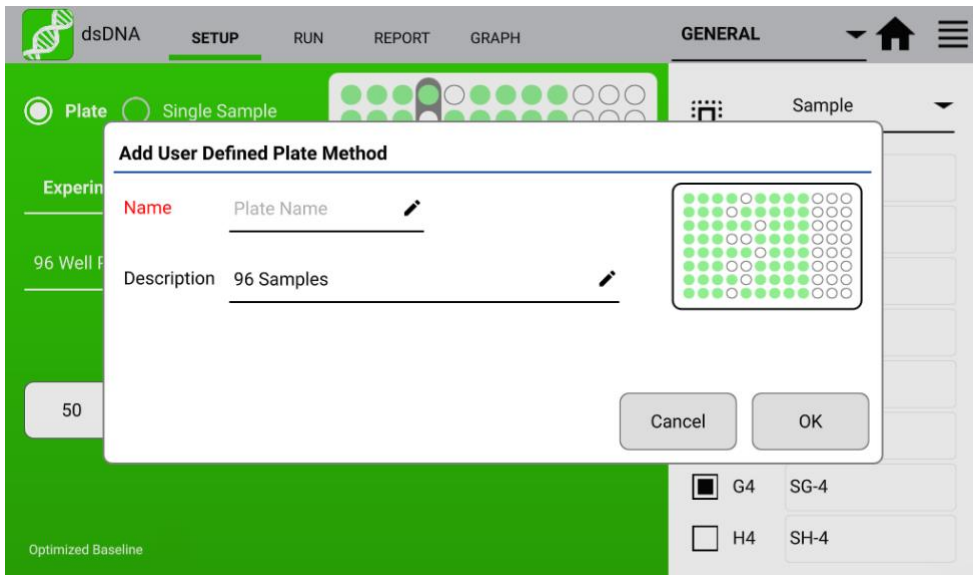 dsDNA SETUP RUN REPORT GRAPH GENERAL
Plate Single Sample Sample
Add User Defined Plate Method
Experin
Name Plate Name
96 Well
Description 96 Samples
50
Cancel OK
G4 SG-4
H4 SH-4
Optimized Baseline